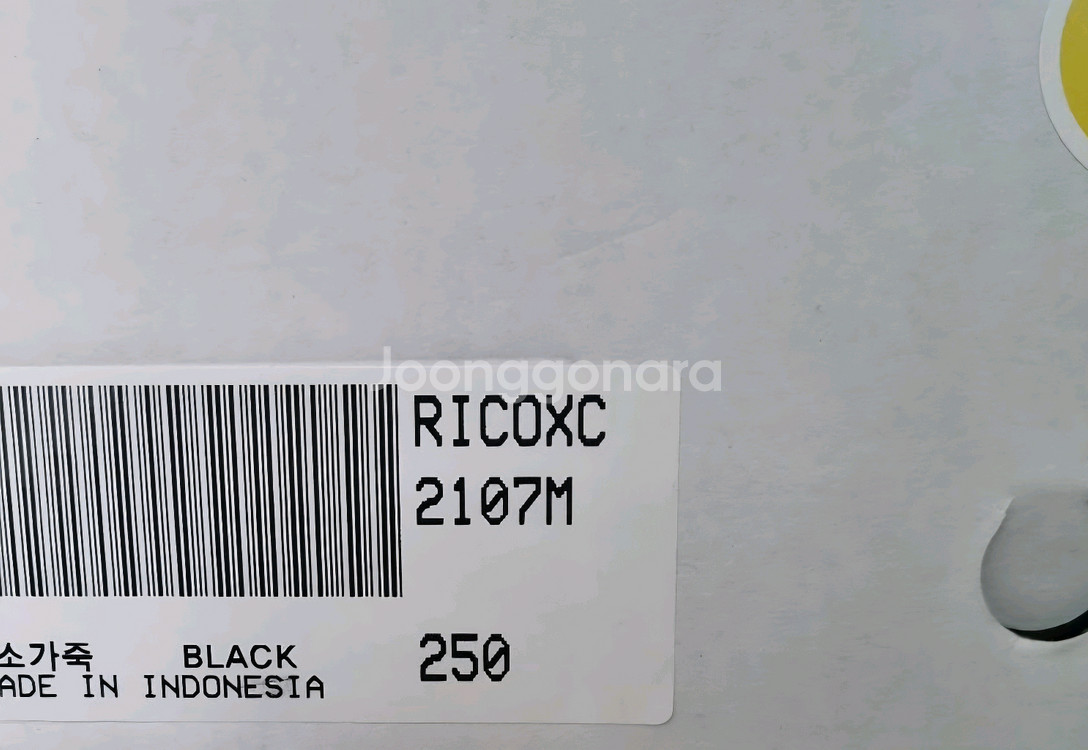 Joonggonara
RICOXC
2107M
소가죽 BLACK 250
ADE IN INDONESIA